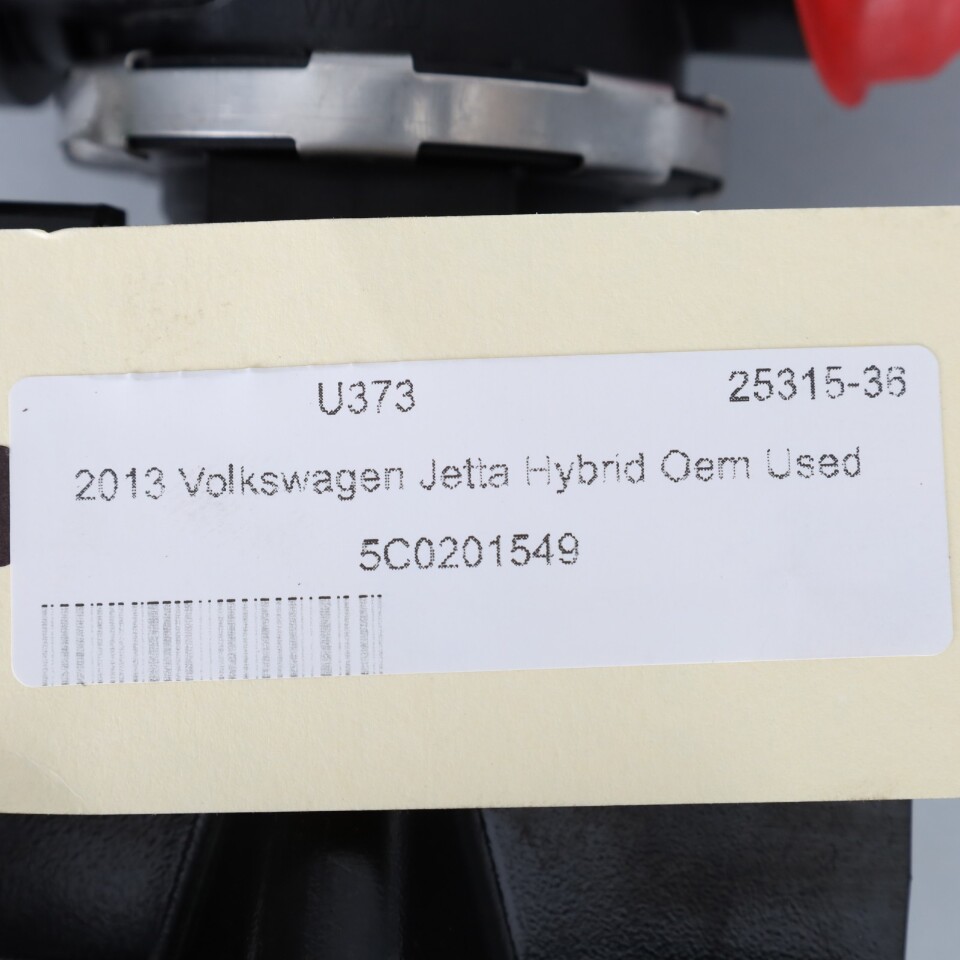 U373 25315-36
2013 Volkswagen Jetta Hybrid Oem Used
5C0201549